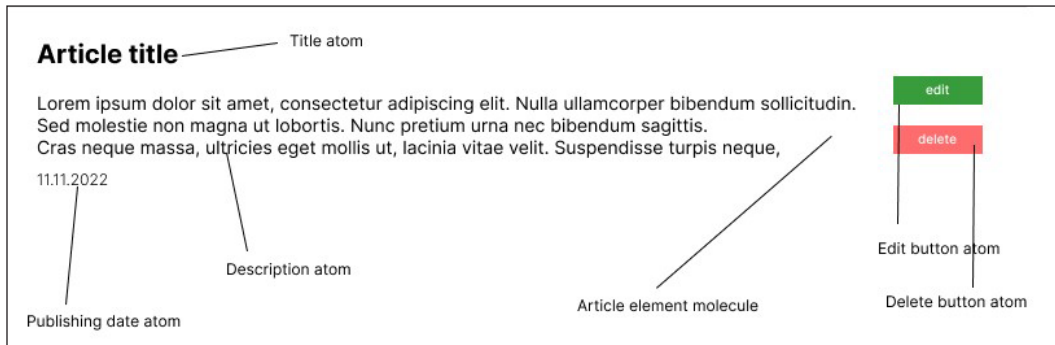 Title atom
Article title
edit
Lorem ipsum dolor sit amet, consectetur adipiscing elit. Nulla ullamcorper bibendum sollicitudin.
Sed molestie non magna ut lobortis. Nunc pretium urna nec bibendum sagittis.
delete
Cras neque massa, ultricies eget mollis ut, lacinia vitae velit. Suspendisse turpis neque,
11.11.2022
Edit button atom
Description atom
Article element molecule
Delete button atom
Publishing date atom